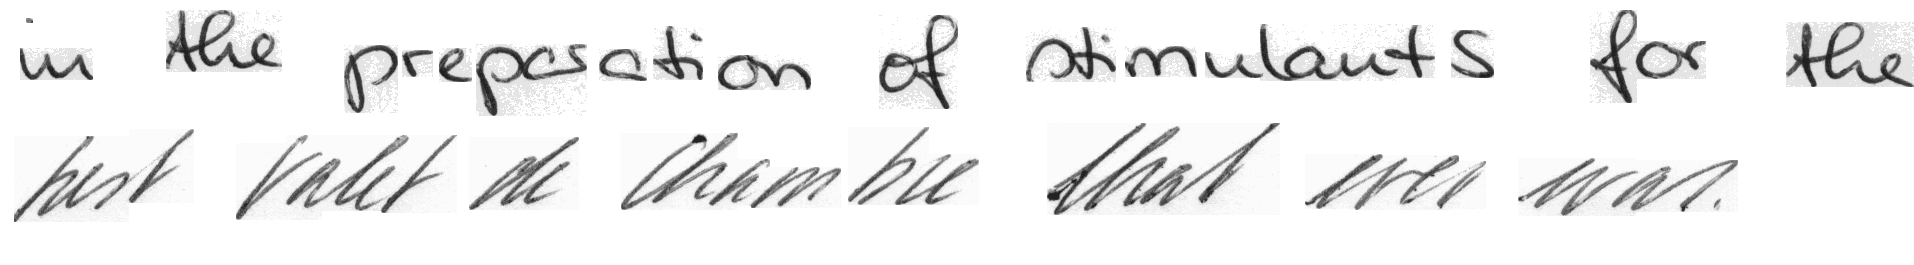 in the preparation of stimulants for the
best valet de chambre that ever was.